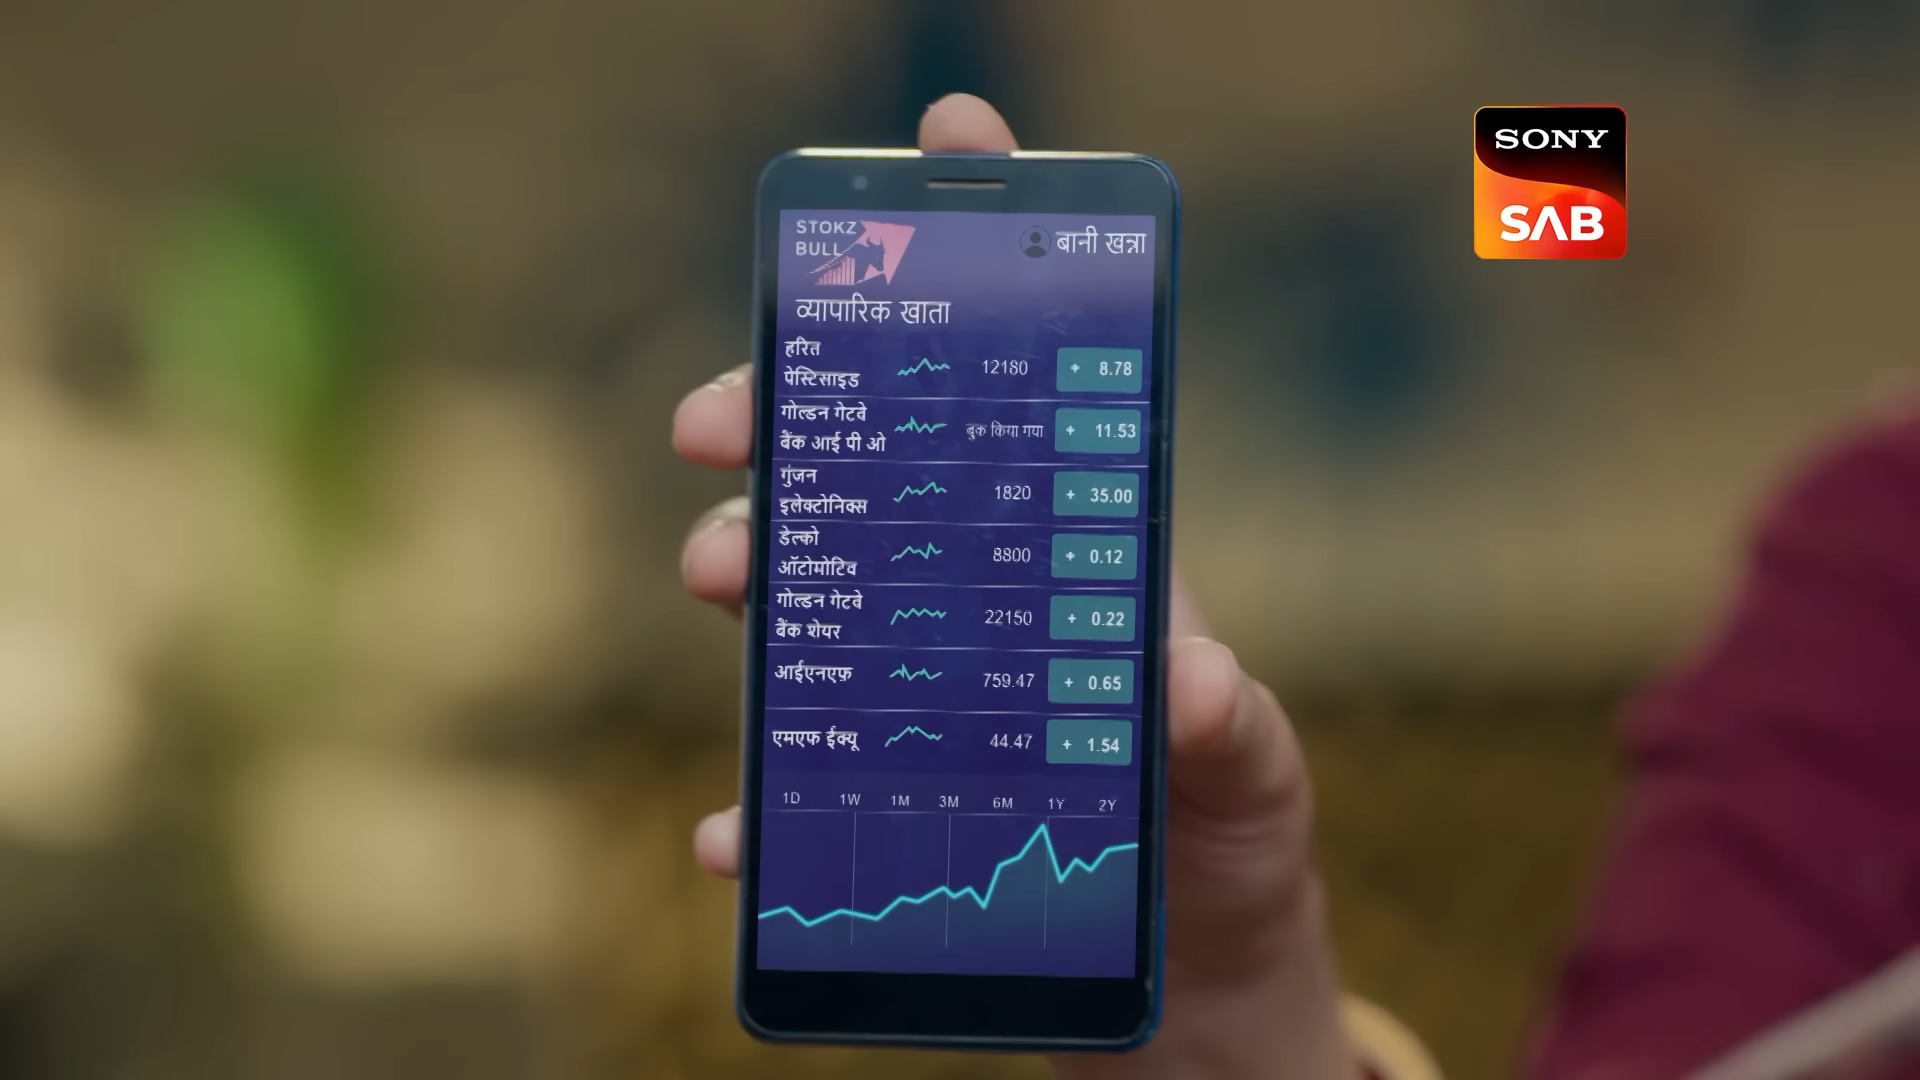 SONY
SAB
STOKZ
BULL
बानी खन्ना
व्यापारिक खाता
हरित
पेस्टिसाइड
12180
+ 8.78
गोल्डन गेटवे
बैंक आई पी ओ
बुक किया गया
+ 11.53
गुंजन
इलेक्टोनिक्स
1820
+ 35.00
डेल्को
ऑटोमोटिव
8800
+ 0.12
गोल्डन गेटवे
बैंक शेयर
22150
+ 0.22
आईएनएफ़
759.47
+ 0.65
एमएफ ईक्यू
44.47
+ 1.54
1D 1W 1M 3M 6M 1Y 2Y